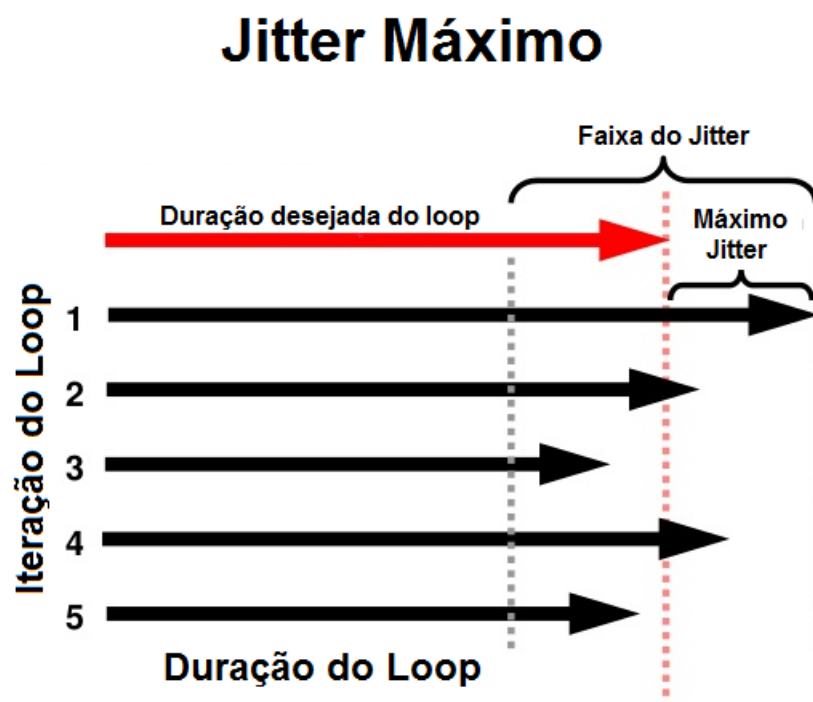 Jitter Máximo
Faixa do Jitter
Duração desejada do loop
Máximo
Jitter
Iteração do Loop
1
2
3
4
5
Duração do Loop